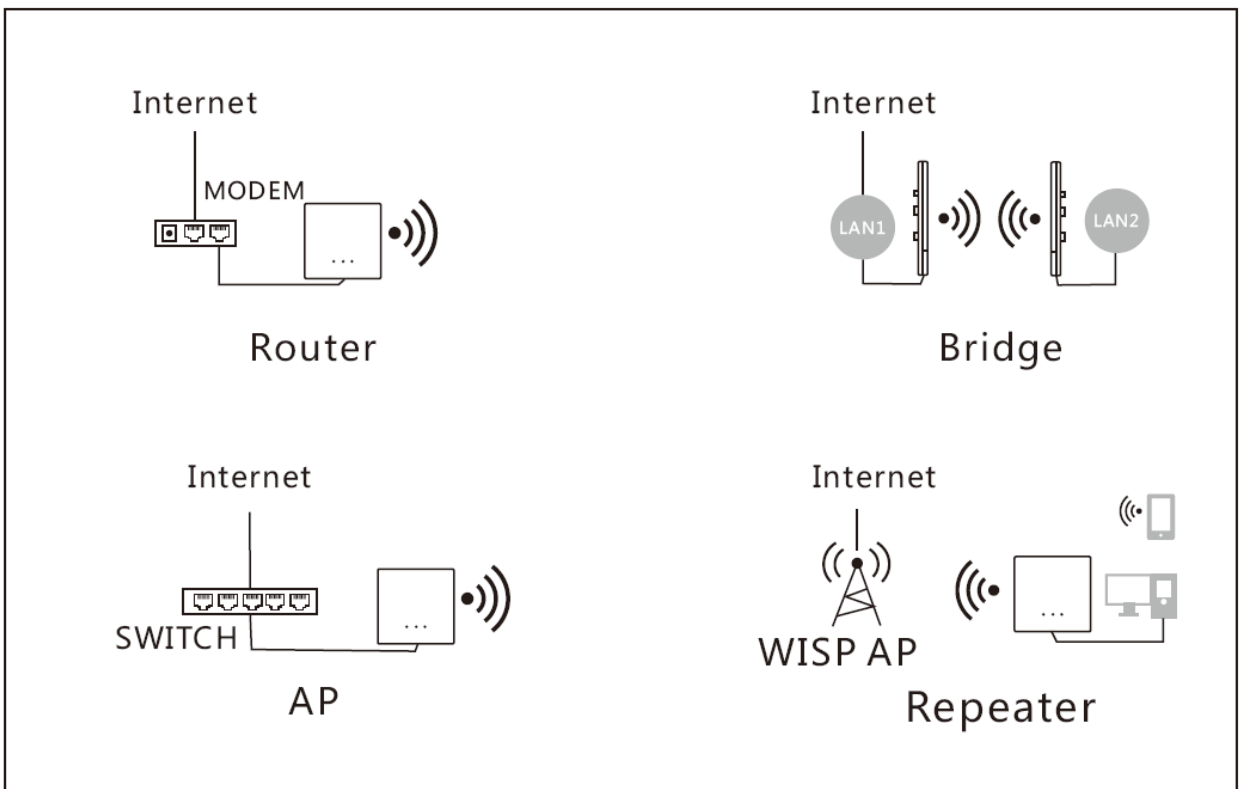 Internet
MODEM
Router
Internet
LAN1
LAN2
Bridge
Internet
SWITCH
AP
Internet
WISP AP
Repeater